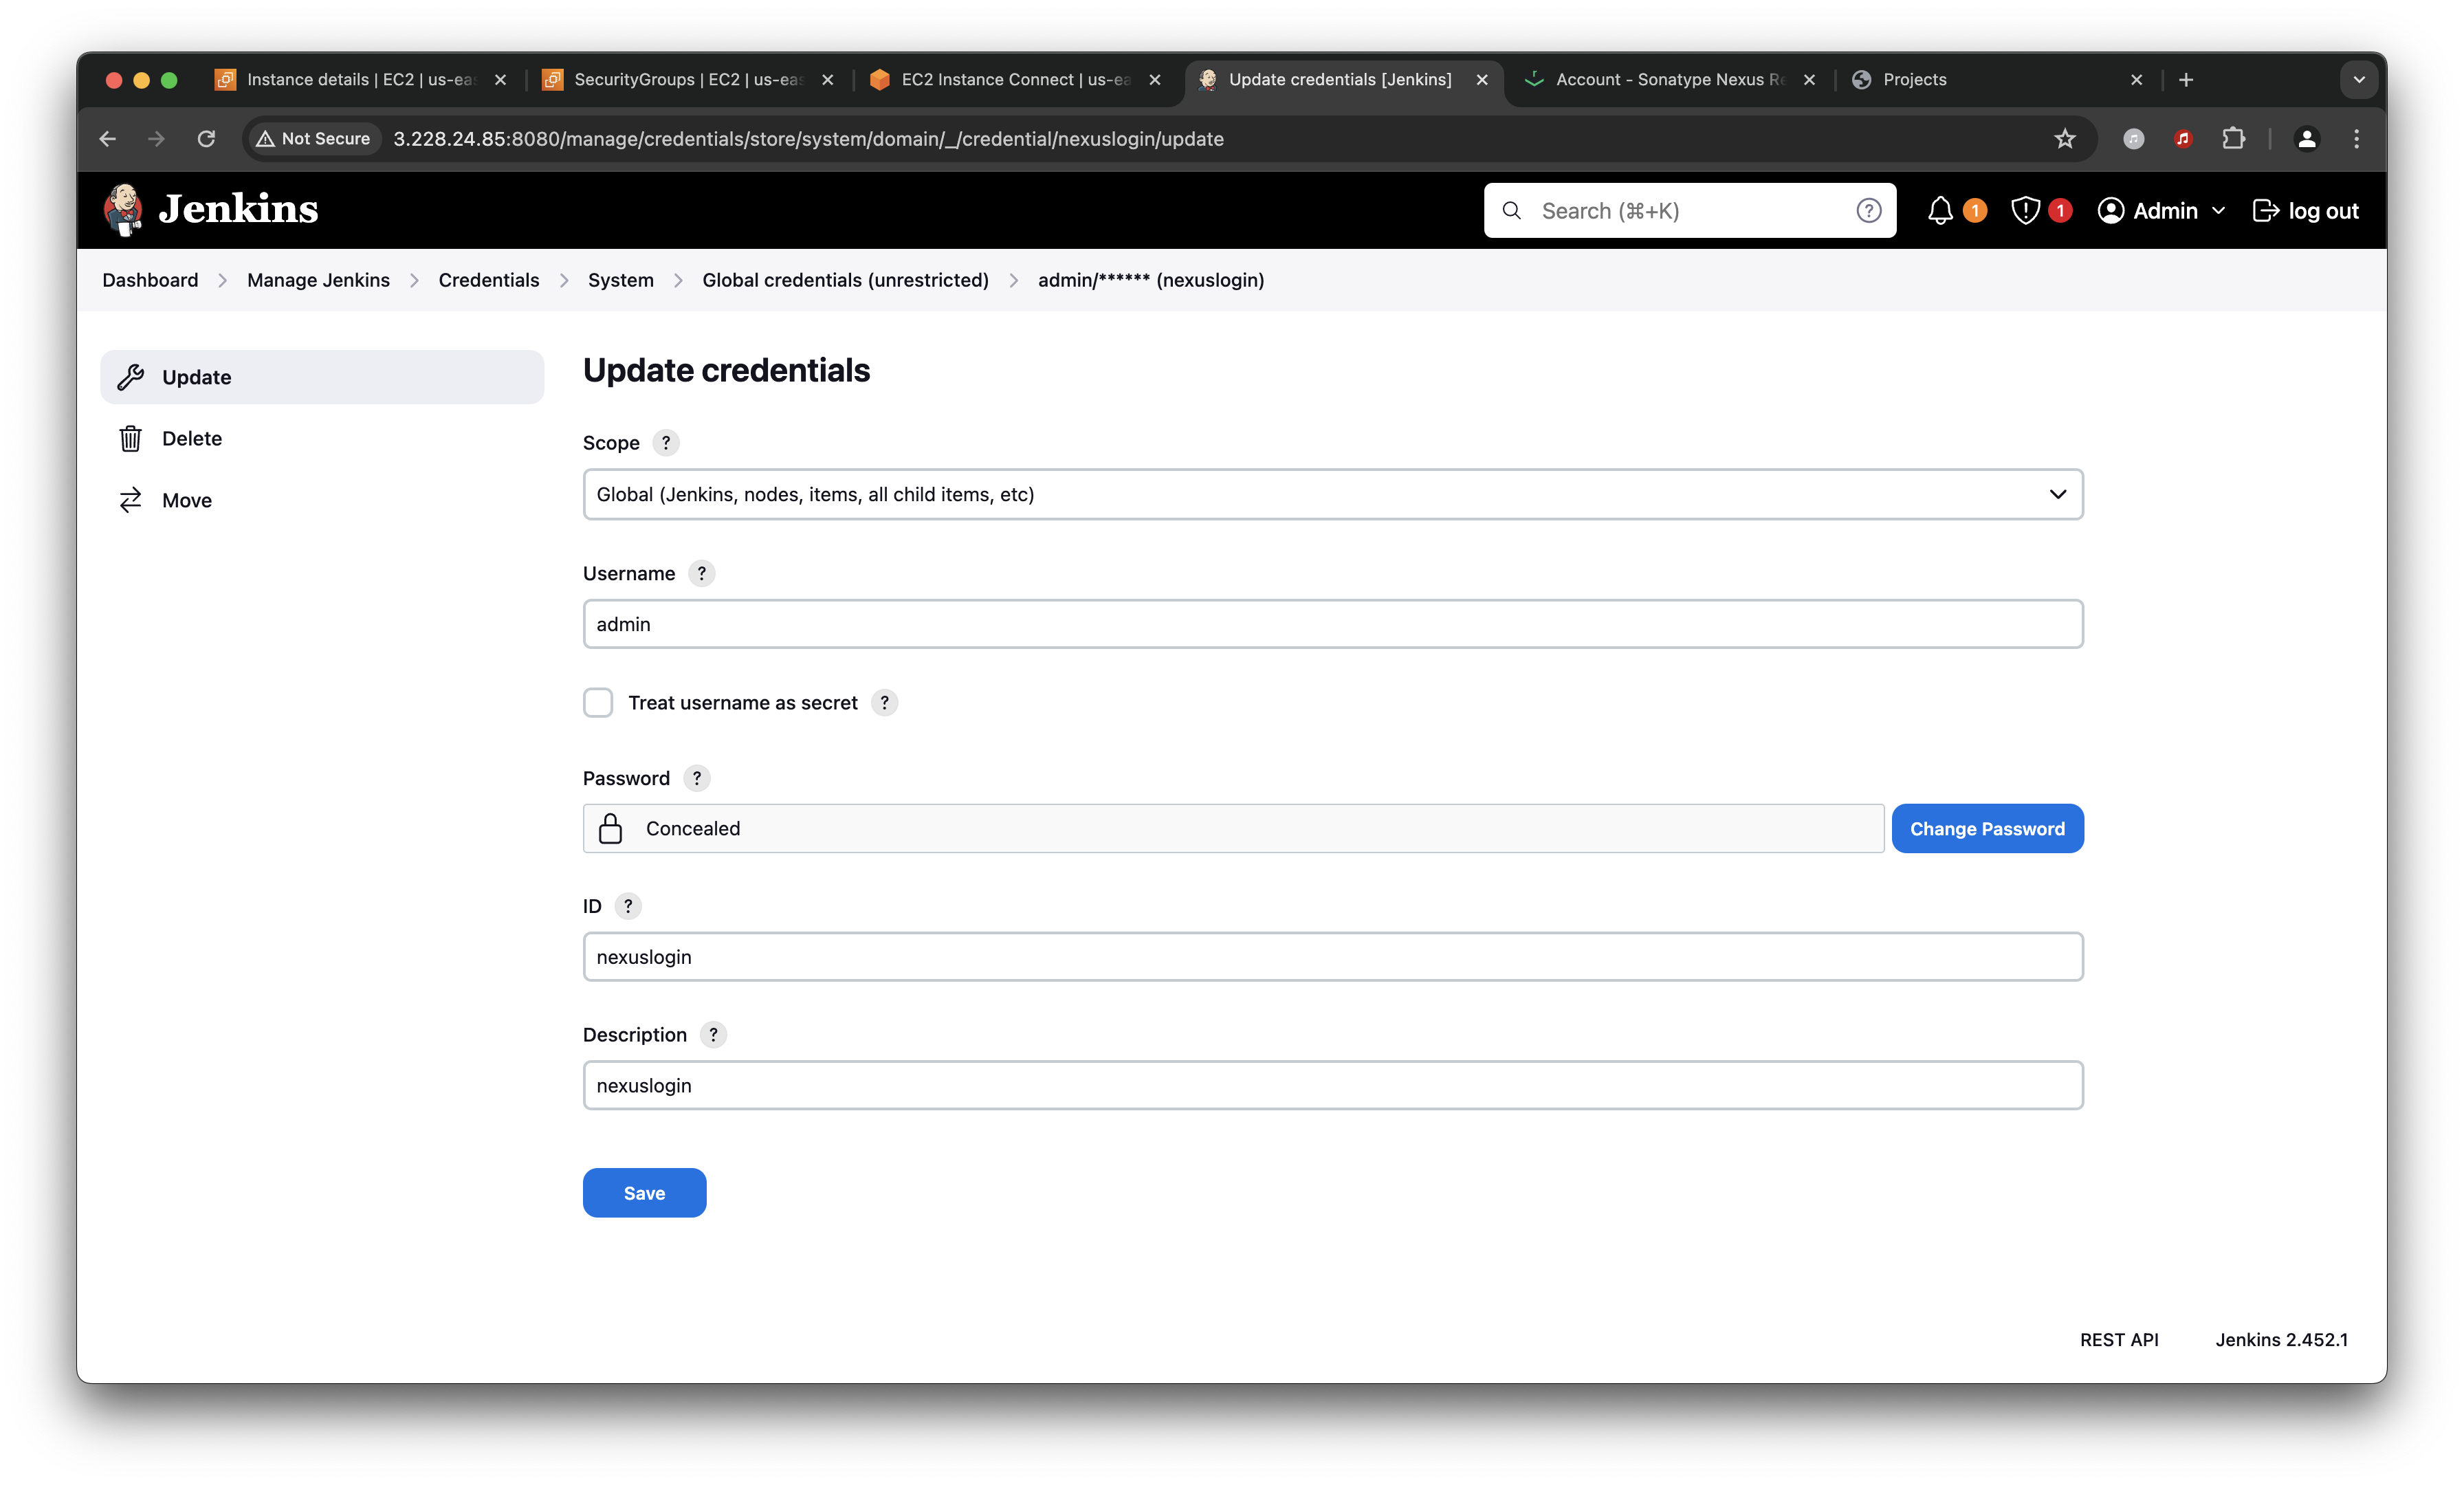 Instance details | EC2 | us-eas
SecurityGroups | EC2 | us-eas
EC2 Instance Connect | us-ea
Update credentials [Jenkins]
Account - Sonatype Nexus Re
Projects
Not Secure
3.228.24.85:8080/manage/credentials/store/system/domain/_/credential/nexuslogin/update
Jenkins
Search (⌘+K)
?
1
1
Admin
log out
Dashboard > Manage Jenkins > Credentials > System > Global credentials (unrestricted) > admin/****** (nexuslogin)
Update
Delete
Move
Update credentials
Scope ?
Global (Jenkins, nodes, items, all child items, etc)
Username ?
admin
Treat username as secret ?
Password ?
Concealed
Change Password
ID ?
nexuslogin
Description ?
nexuslogin
Save
REST API
Jenkins 2.452.1